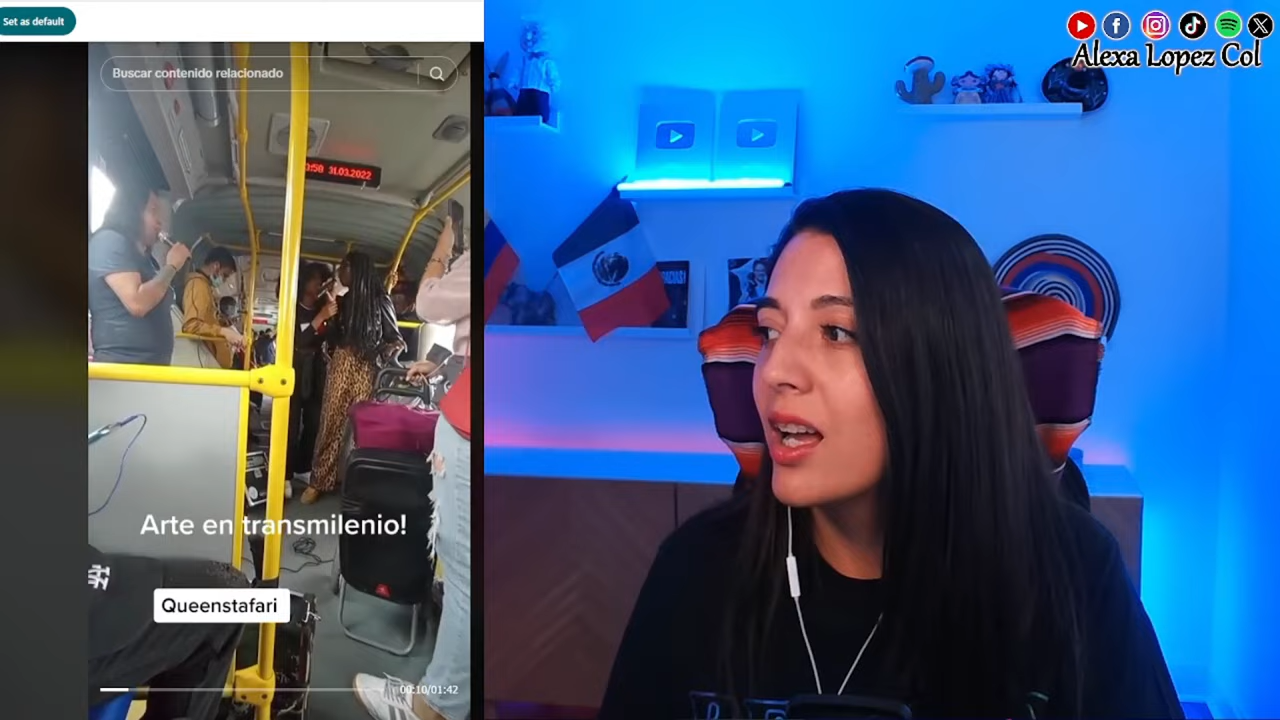 Set as default
Buscar contenido relacionado
31.03.2022
Arte en transmilenio!
Queenstafari
00:10/01:42
Alexa Lopez Col